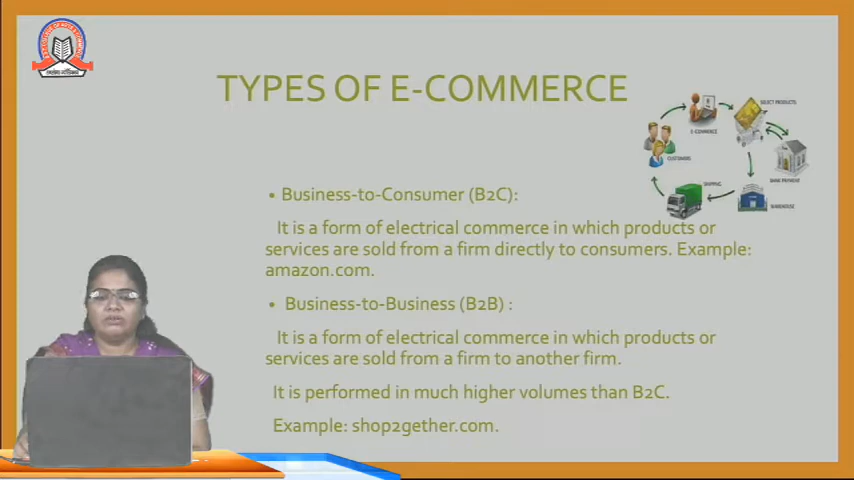 TYPES OF E-COMMERCE
SELECT PRODUCTS
E-COMMERCE
CUSTOMERS
BANK PAYMENT
SHIPPING
WAREHOUSE
• Business-to-Consumer (B2C):
It is a form of electrical commerce in which products or
services are sold from a firm directly to consumers. Example:
amazon.com.
• Business-to-Business (B2B) :
It is a form of electrical commerce in which products or
services are sold from a firm to another firm.
It is performed in much higher volumes than B2C.
Example: shop2gether.com.